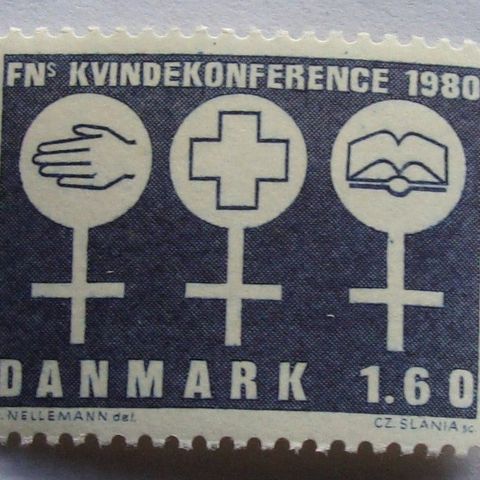 FNs KVINDEKONFERENCE 1980
DANMARK 1.60
. NELLEMANN del. CZ. SLANIA sc.